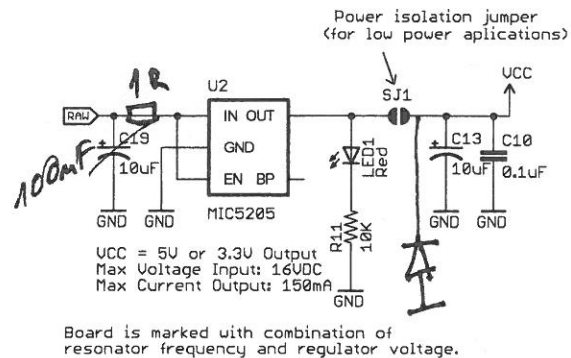 Power isolation jumper
(for low power aplications)
1R
U2
VCC
SJ1
RAW
IN OUT
C19
10uF
100mF
GND
EN BP
LED1
Red
C13
10uF
C10
0.1uF
GND
GND
MIC5205
R11
10K
GND
GND
GND
VCC = 5V or 3.3V Output
Max Voltage Input: 16VDC
Max Current Output: 150mA
Board is marked with combination of
resonator frequency and regulator voltage.